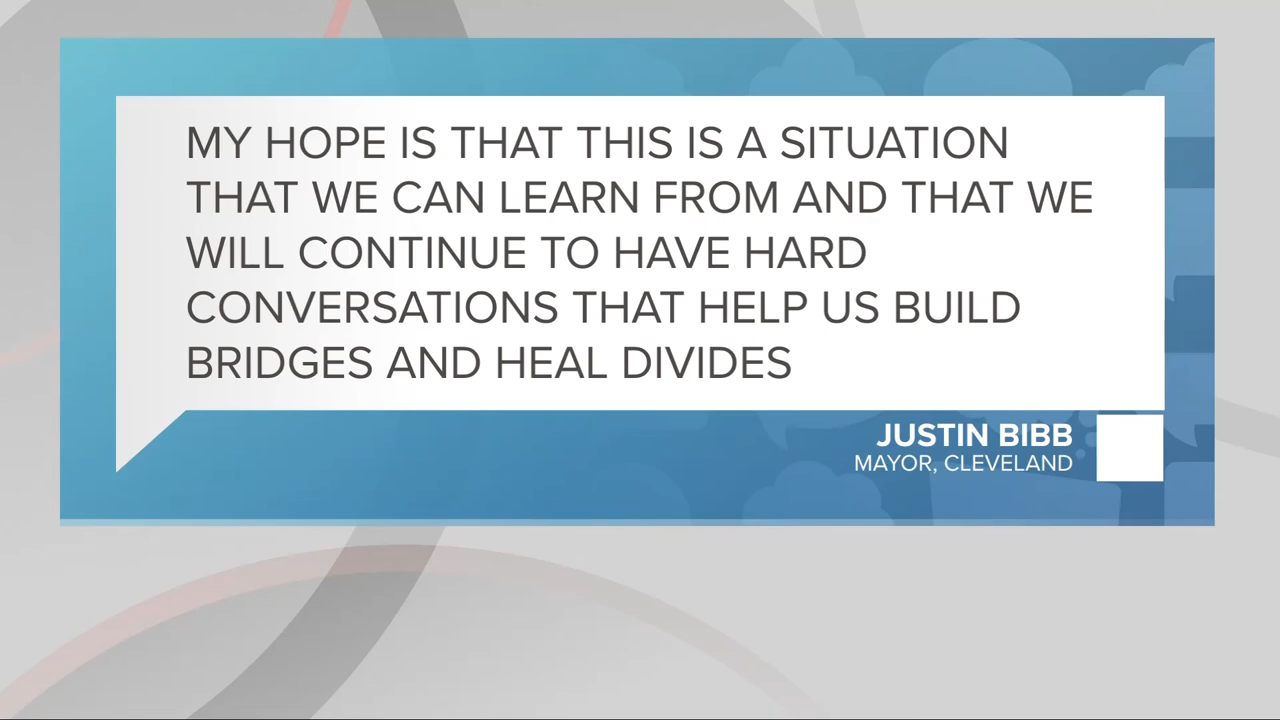 MY HOPE IS THAT THIS IS A SITUATION
THAT WE CAN LEARN FROM AND THAT WE
WILL CONTINUE TO HAVE HARD
CONVERSATIONS THAT HELP US BUILD
BRIDGES AND HEAL DIVIDES
JUSTIN BIBB
MAYOR, CLEVELAND